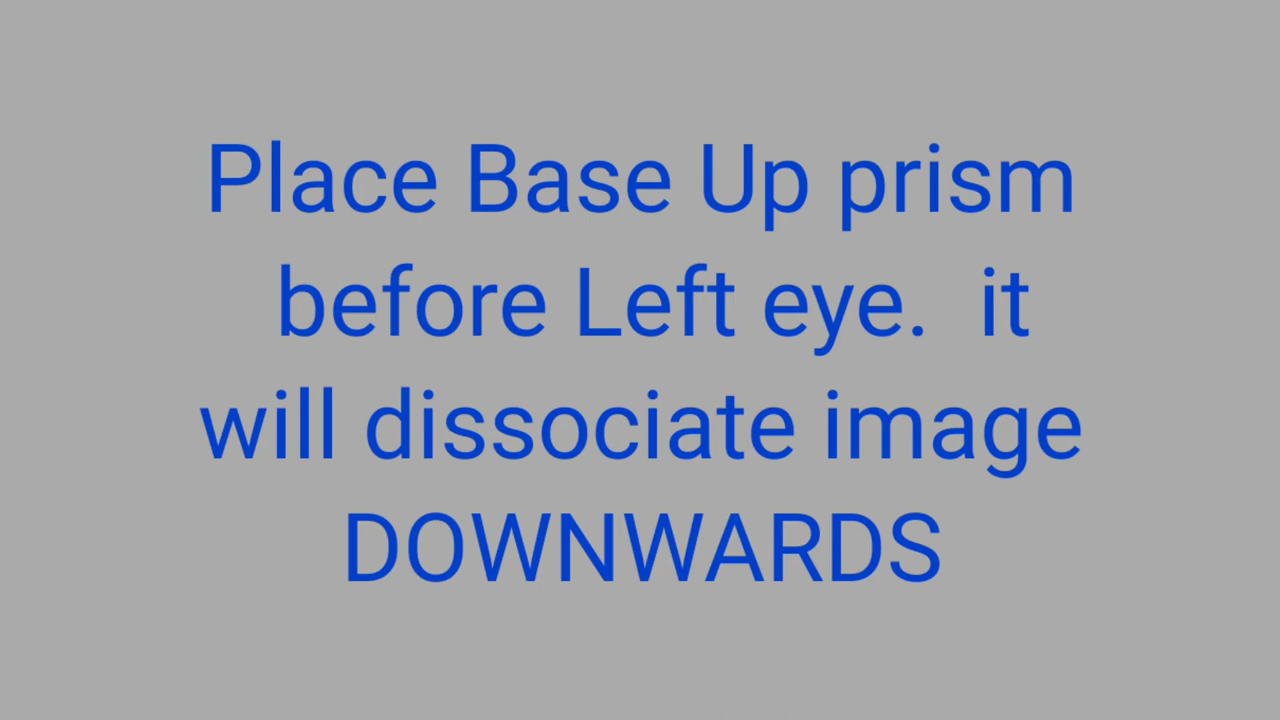 Place Base Up prism
before Left eye.  it
will dissociate image
DOWNWARDS